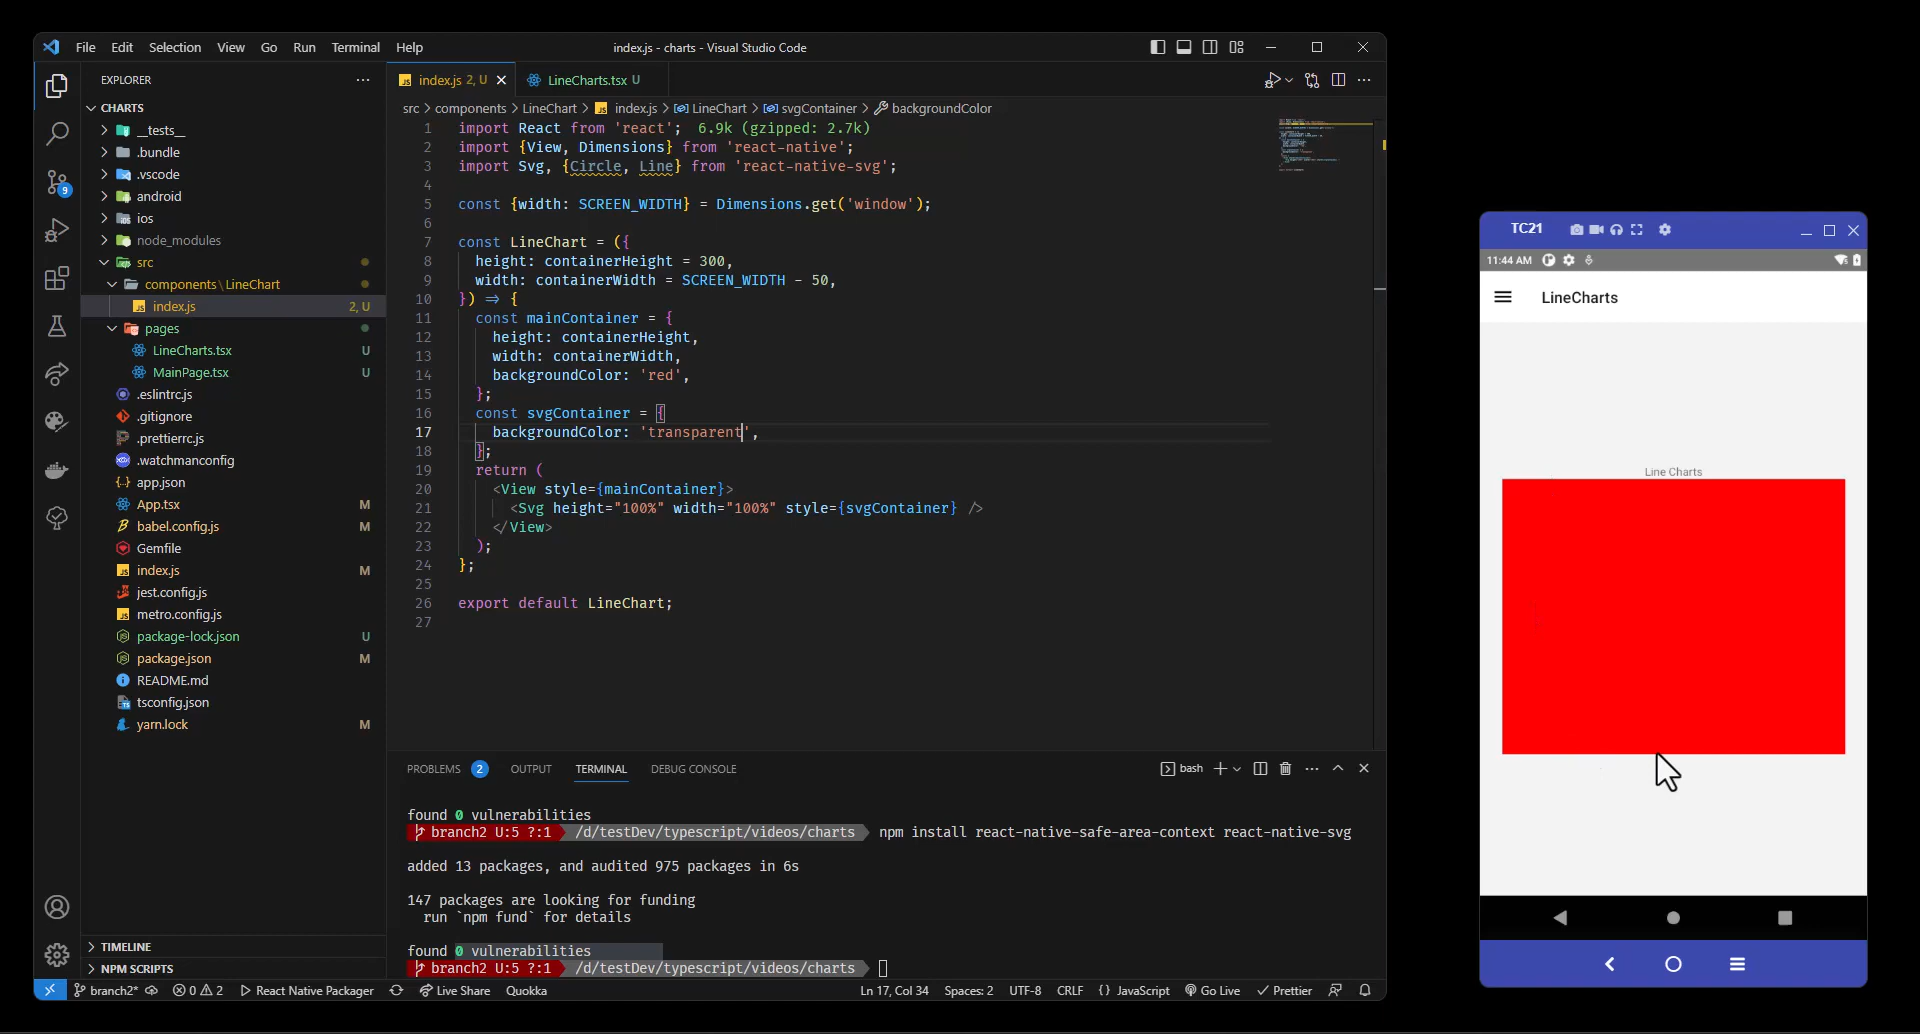 File Edit Selection View Go Run Terminal Help
index.js - charts - Visual Studio Code
EXPLORER
CHARTS
__tests__
.bundle
.vscode
android
ios
node_modules
src
components\LineChart
index.js 2, U
pages
LineCharts.tsx U
MainPage.tsx U
.eslintrc.js
.gitignore
.prettierrc.js
.watchmanconfig
app.json
App.tsx M
babel.config.js M
Gemfile
index.js M
jest.config.js
metro.config.js
package-lock.json U
package.json M
README.md
tsconfig.json
yarn.lock M
TIMELINE
NPM SCRIPTS
9
index.js 2, U
LineCharts.tsx U
src > components > LineChart > index.js > LineChart > svgContainer > backgroundColor
1 import React from 'react'; 6.9k (gzipped: 2.7k)
2 import {View, Dimensions} from 'react-native';
3 import Svg, {Circle, Line} from 'react-native-svg';
4
5 const {width: SCREEN_WIDTH} = Dimensions.get('window');
6
7 const LineChart = ({
8 height: containerHeight = 300,
9 width: containerWidth = SCREEN_WIDTH - 50,
10 }) => {
11 const mainContainer = {
12 height: containerHeight,
13 width: containerWidth,
14 backgroundColor: 'red',
15 };
16 const svgContainer = {
17 backgroundColor: 'transparent',
18 };
19 return (
20 <View style={mainContainer}>
21 <Svg height="100%" width="100%" style={svgContainer} />
22 </View>
23 );
24 };
25
26 export default LineChart;
27
PROBLEMS 2 OUTPUT TERMINAL DEBUG CONSOLE
bash
found 0 vulnerabilities
branch2 U:5 ?:1 /d/testDev/typescript/videos/charts npm install react-native-safe-area-context react-native-svg
added 13 packages, and audited 975 packages in 6s
147 packages are looking for funding
run `npm fund` for details
found 0 vulnerabilities
branch2 U:5 ?:1 /d/testDev/typescript/videos/charts
branch2* 0 2 React Native Packager Live Share Quokka
Ln 17, Col 34 Spaces: 2 UTF-8 CRLF {} JavaScript Go Live Prettier
TC21
11:44 AM
LineCharts
Line Charts